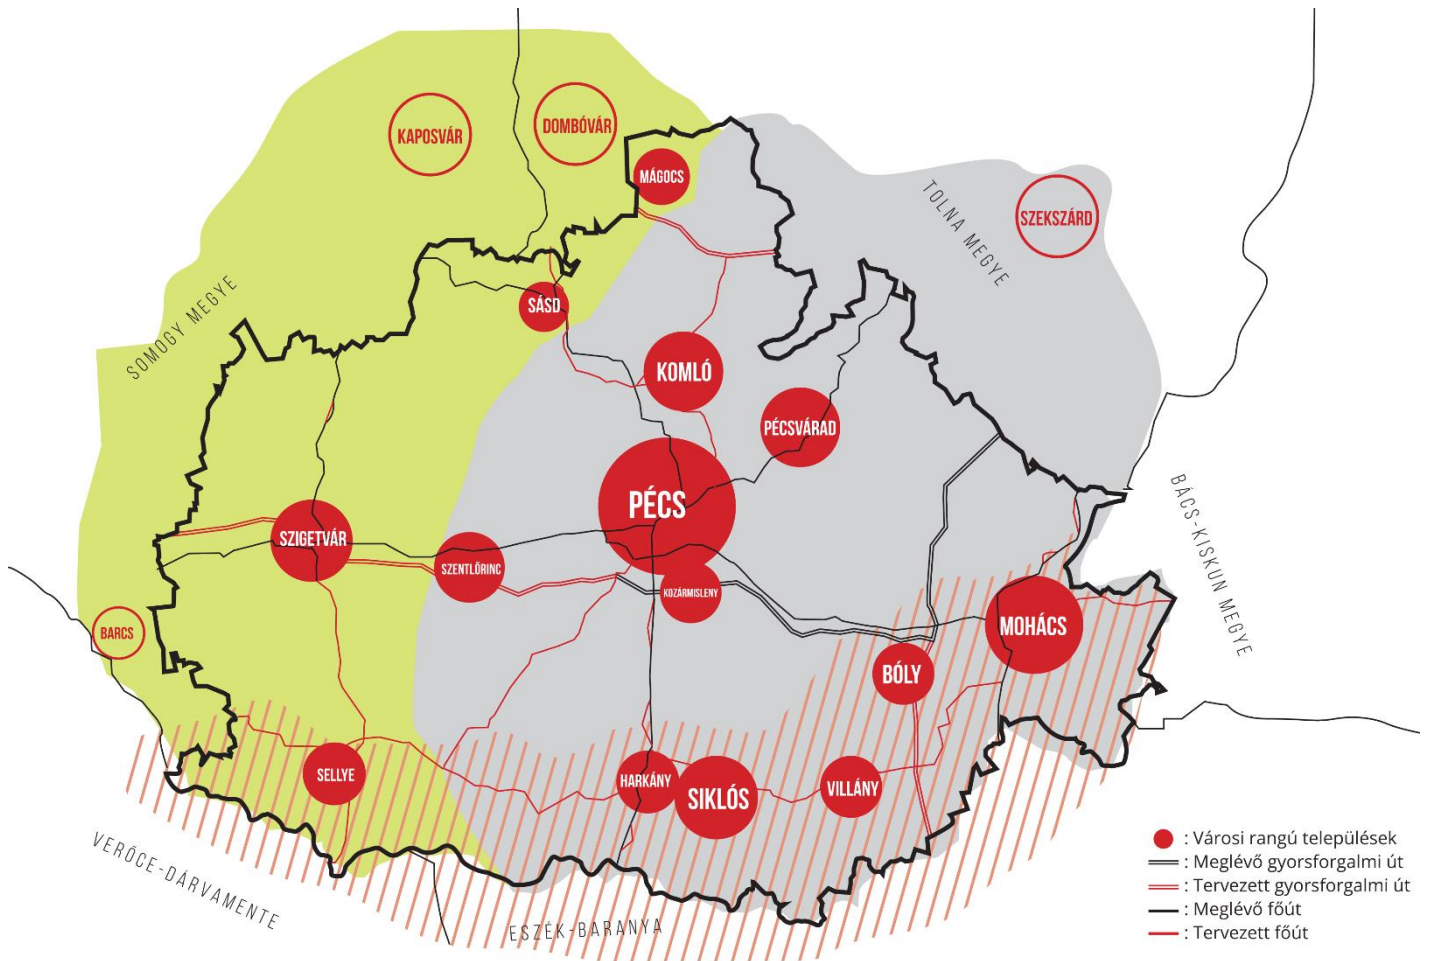 KAPOSVÁR
DOMBÓVÁR
MÁGOCS
TOLNA MEGYE
SZEKSZÁRD
SOMOGY MEGYE
SÁSD
KOMLÓ
PÉCSVÁRAD
PÉCS
BÁCS-KISKUN MEGYE
SZIGETVÁR
SZENTLŐRINC
KOZÁRMISLENY
BARCS
MOHÁCS
BÓLY
SELLYE
HARKÁNY
SIKLÓS
VILLÁNY
VERŐCE-DÁRVAMENTE
ESZÉK-BARANYA
: Városi rangú települések
: Meglévő gyorsforgalmi út
: Tervezett gyorsforgalmi út
: Meglévő főút
: Tervezett főút